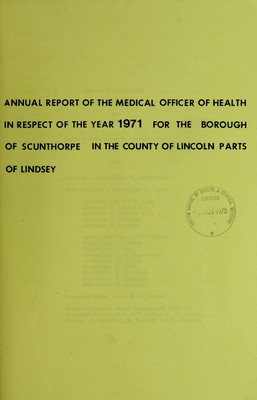 ANNUAL REPORT OF THE MEDICAL OFFICER OF HEALTH
IN RESPECT OF THE YEAR 1971 FOR THE BOROUGH
OF SCUNTHORPE IN THE COUNTY OF LINCOLN PARTS
OF LINDSEY